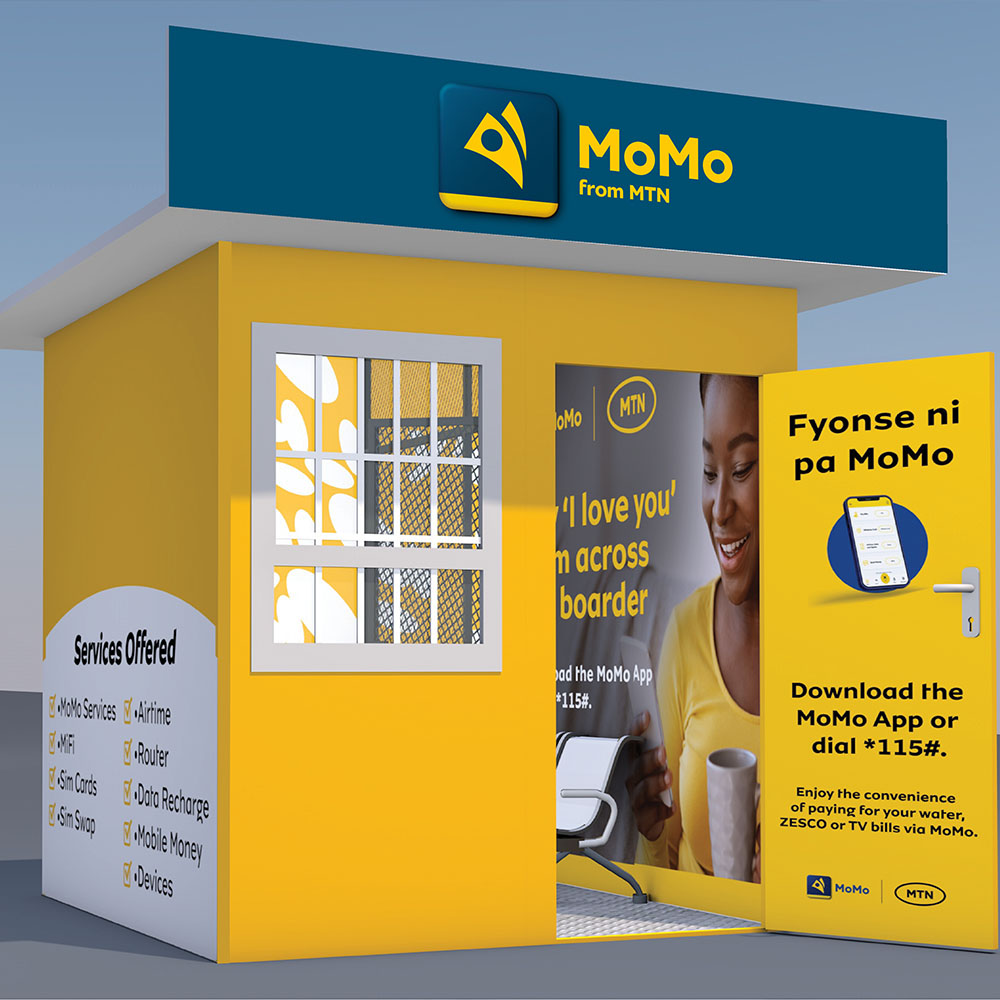 MoMo
from MTN
Services Offered
•MoMo Services
•MiFi
•Sim Cards
•Sim Swap
•Airtime
•Router
•Data Recharge
•Mobile Money
•Devices
MTN
'I love you'
across
boarder
the MoMo App
*115#.
Fyonse ni
pa MoMo
Download the
MoMo App or
dial *115#.
Enjoy the convenience
of paying for your water,
ZESCO or TV bills via MoMo.
MoMo
MTN